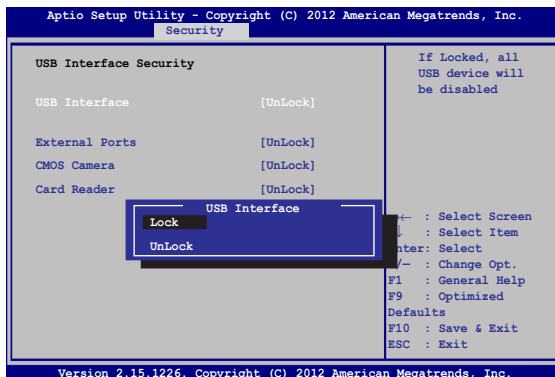 Aptio Setup Utility - Copyright (C) 2012 American Megatrends, Inc.
Security
USB Interface Security
USB Interface [UnLock]
External Ports [UnLock]
CMOS Camera [UnLock]
Card Reader [UnLock]
USB Interface
Lock
UnLock
If Locked, all
USB device will
be disabled
←  : Select Screen
↓  : Select Item
nter: Select
/—  : Change Opt.
F1  : General Help
F9  : Optimized
Defaults
F10  : Save & Exit
ESC  : Exit
Version 2.15.1226. Copyright (C) 2012 American Megatrends, Inc.